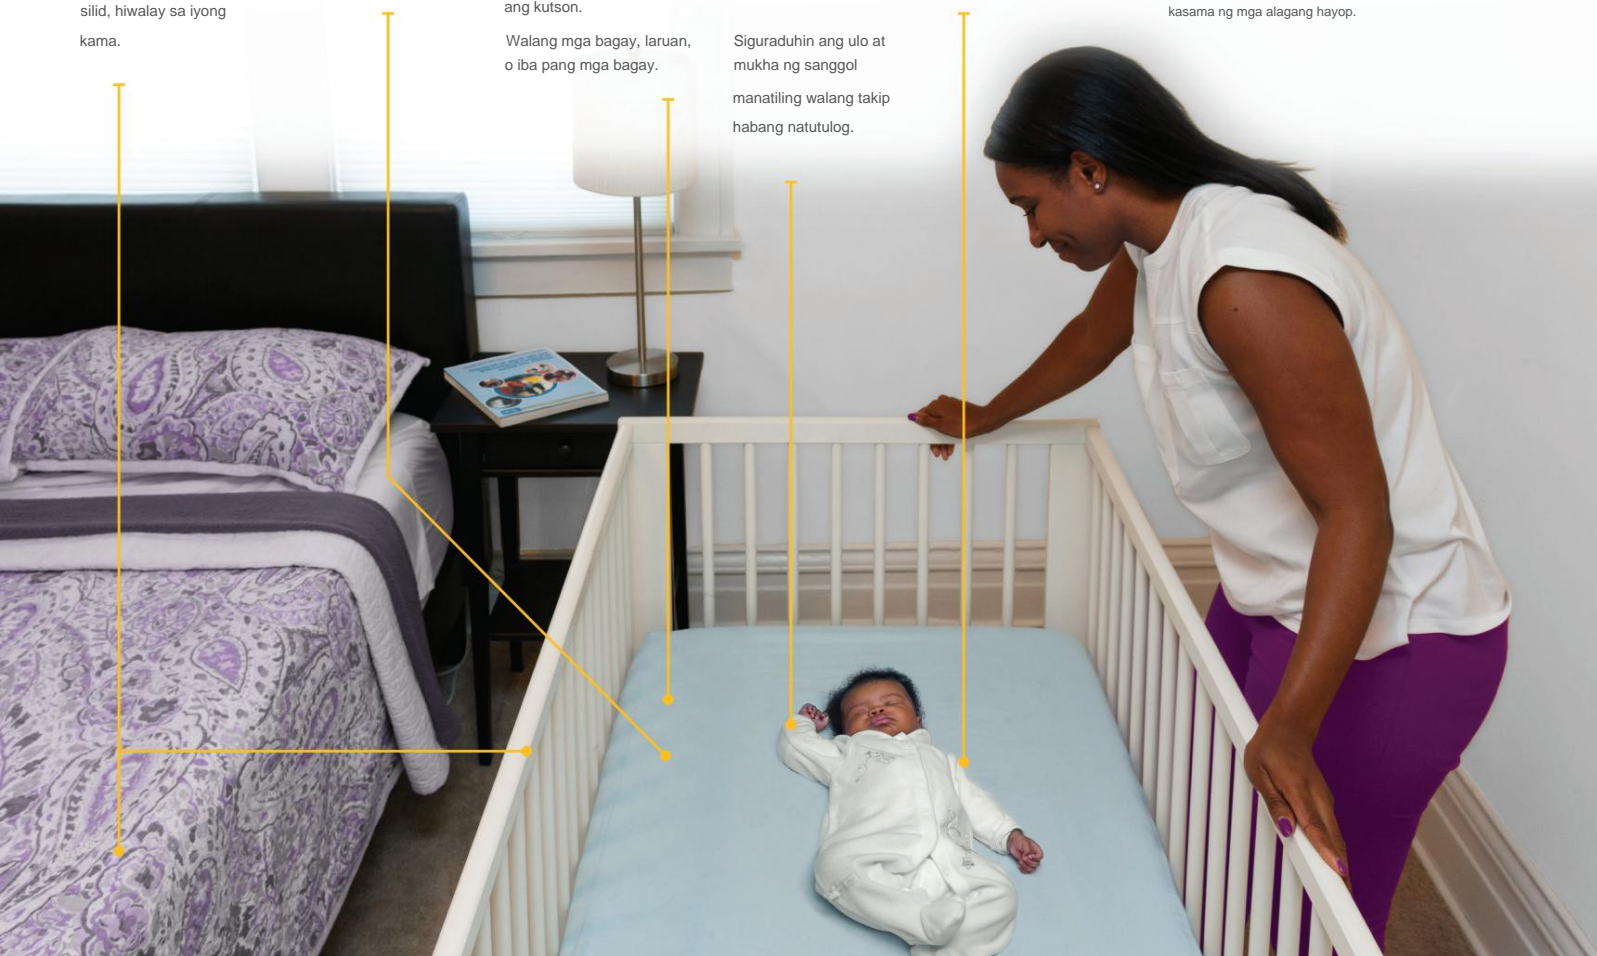 silid, hiwalay sa iyong
kama.
ang kutson.
Walang mga bagay, laruan,
o iba pang mga bagay.
Siguraduhin ang ulo at
mukha ng sanggol
manatiling walang takip
habang natutulog.
kasama ng mga alagang hayop.